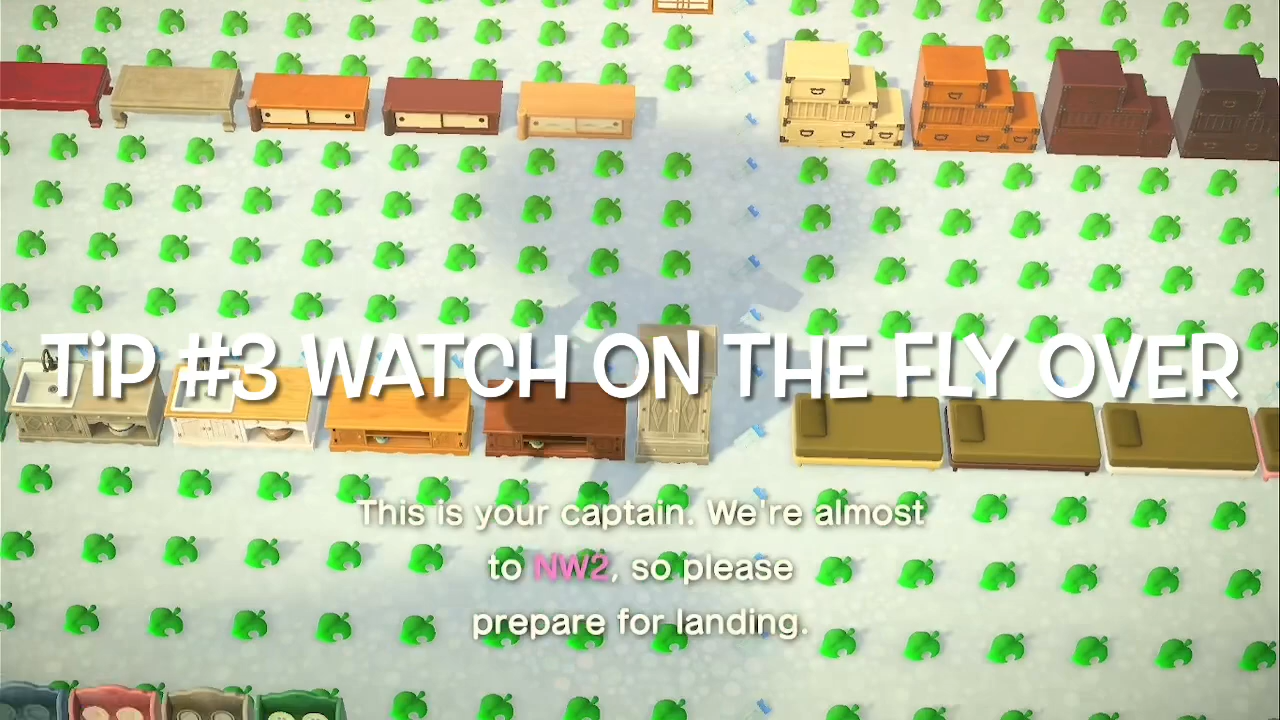 TiP #3 WATCH ON THE FLY OVER
This is your captain. We're almost
to NW2, so please
prepare for landing.